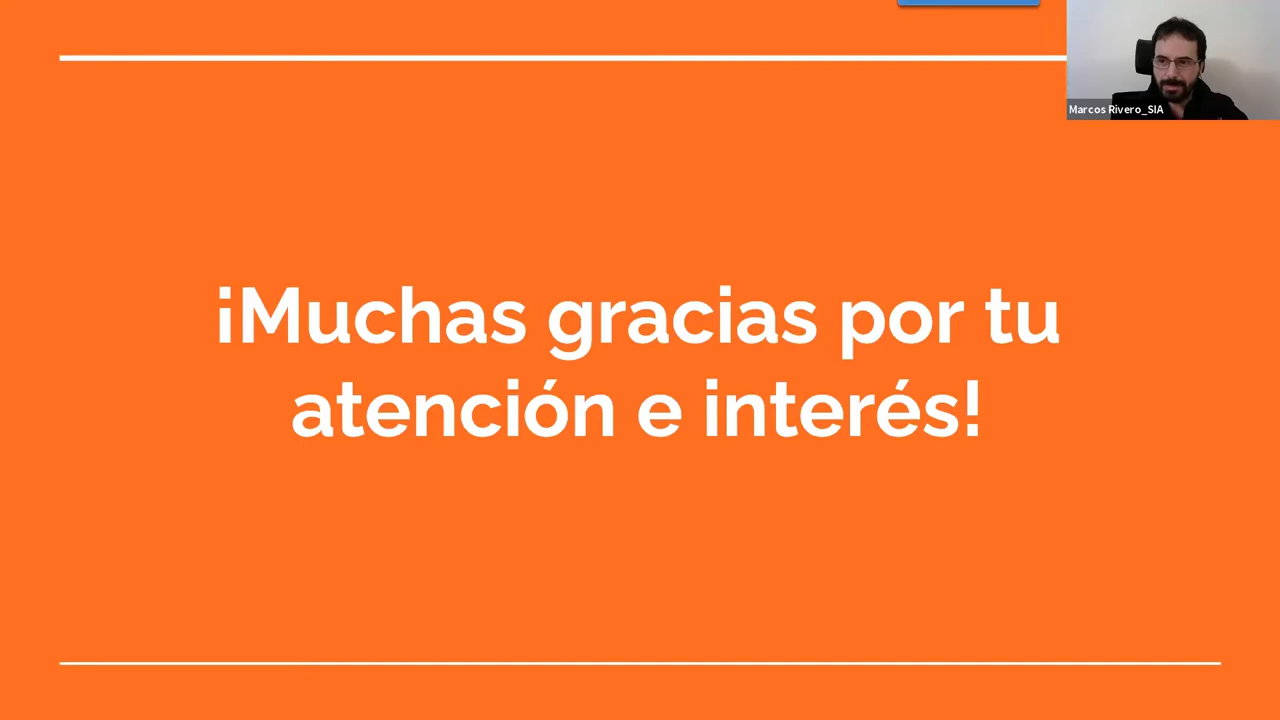 Marcos Rivero_SIA
¡Muchas gracias por tu
atención e interés!